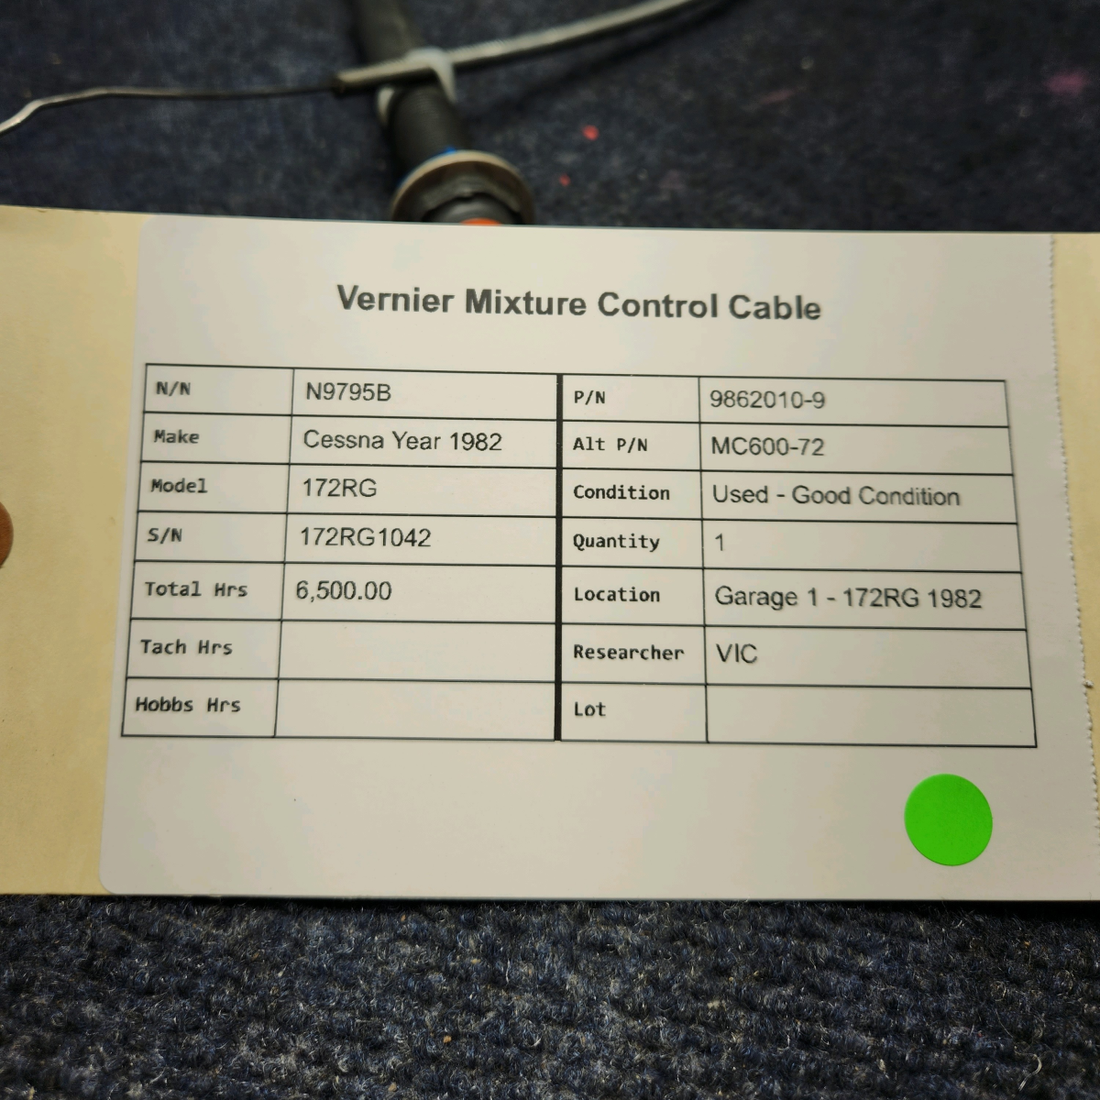 Vernier Mixture Control Cable
N/N N9795B P/N 9862010-9
Make Cessna Year 1982 Alt P/N MC600-72
Model 172RG Condition Used - Good Condition
S/N 172RG1042 Quantity 1
Total Hrs 6,500.00 Location Garage 1 - 172RG 1982
Tach Hrs Researcher VIC
Hobbs Hrs Lot